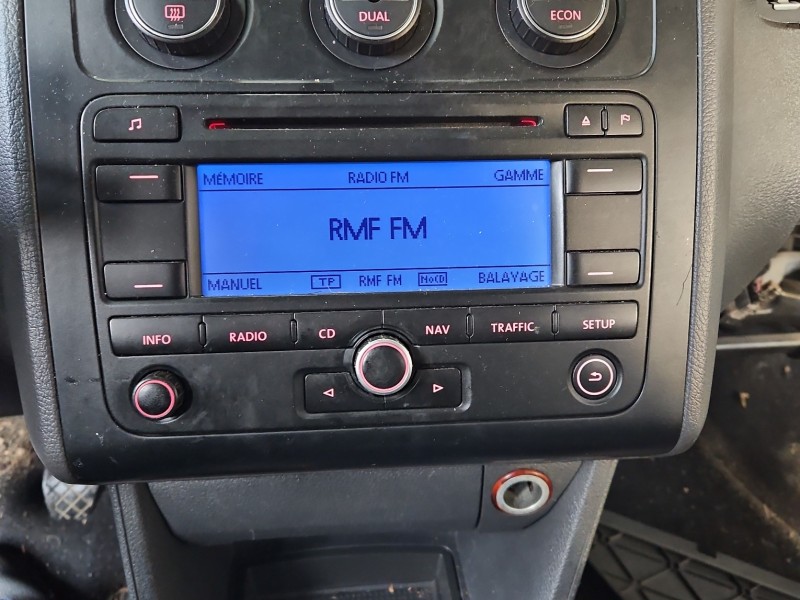 DUAL
ECON
MÉMOIRE RADIO FM GAMME
RMF FM
MANUEL TP RMF FM NoCD BALAYAGE
INFO RADIO CD NAV TRAFFIC SETUP